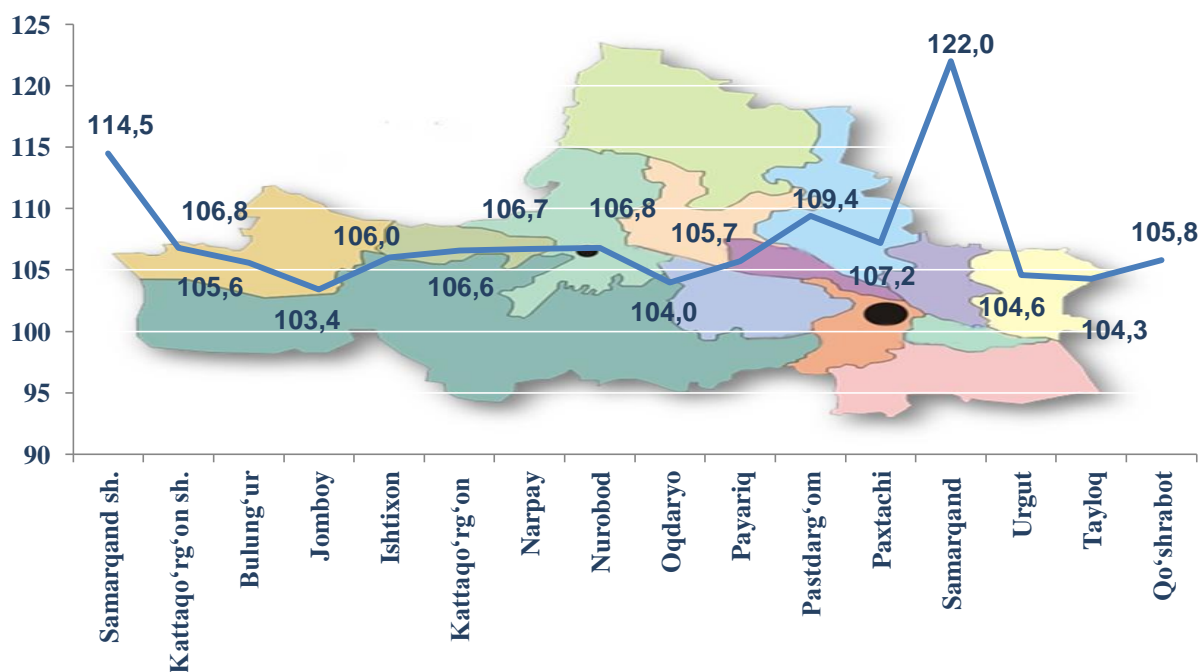 125
120
115
110
105
100
95
90
114,5
106,8
105,6
103,4
106,0
106,6
106,7
106,8
104,0
105,7
109,4
107,2
122,0
104,6
104,3
105,8
Samarqand sh.
Kattaqo‘rg‘on sh.
Bulung‘ur
Jomboy
Ishtixon
Kattaqo‘rg‘on
Narpay
Nurobod
Oqdaryo
Payariq
Pastdarg‘om
Paxtachi
Samarqand
Urgut
Tayloq
Qo‘shrabot